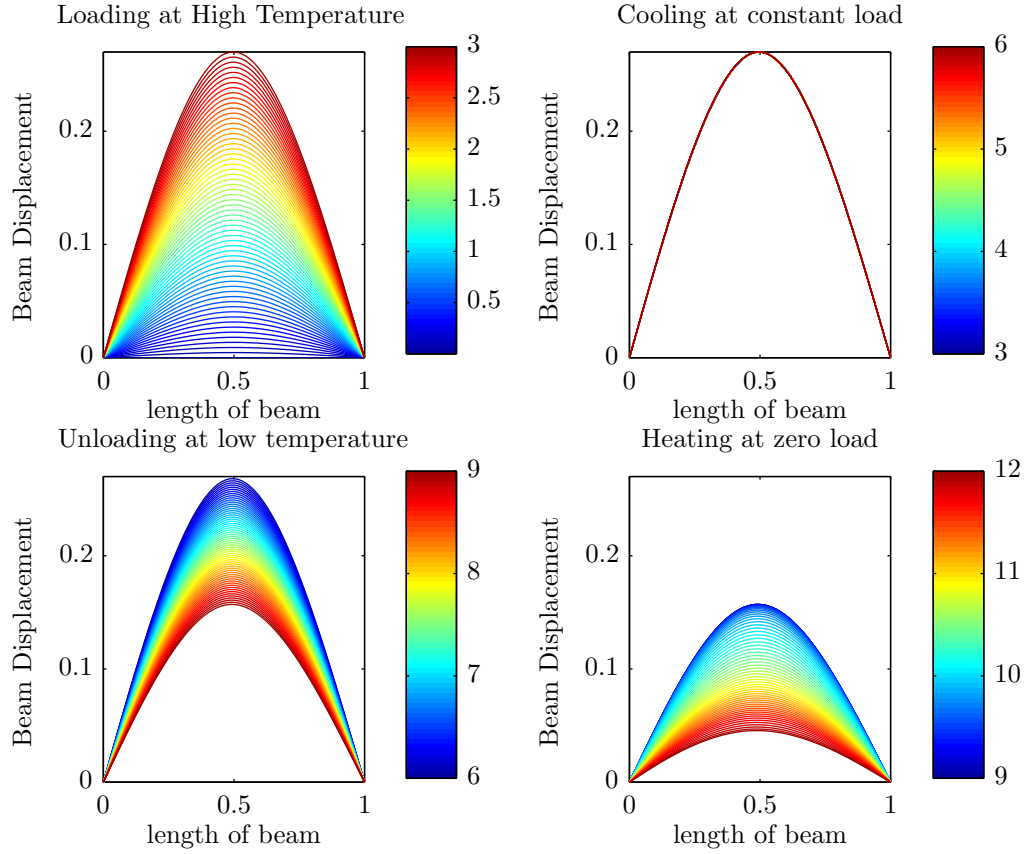 Loading at High Temperature
Beam Displacement
0.2
0.1
0
0 0.5 1
length of beam
3
2.5
2
1.5
1
0.5
Cooling at constant load
Beam Displacement
0.2
0.1
0
0 0.5 1
length of beam
6
5
4
3
Unloading at low temperature
Beam Displacement
0.2
0.1
0
0 0.5 1
length of beam
9
8
7
6
Heating at zero load
Beam Displacement
0.2
0.1
0
0 0.5 1
length of beam
12
11
10
9